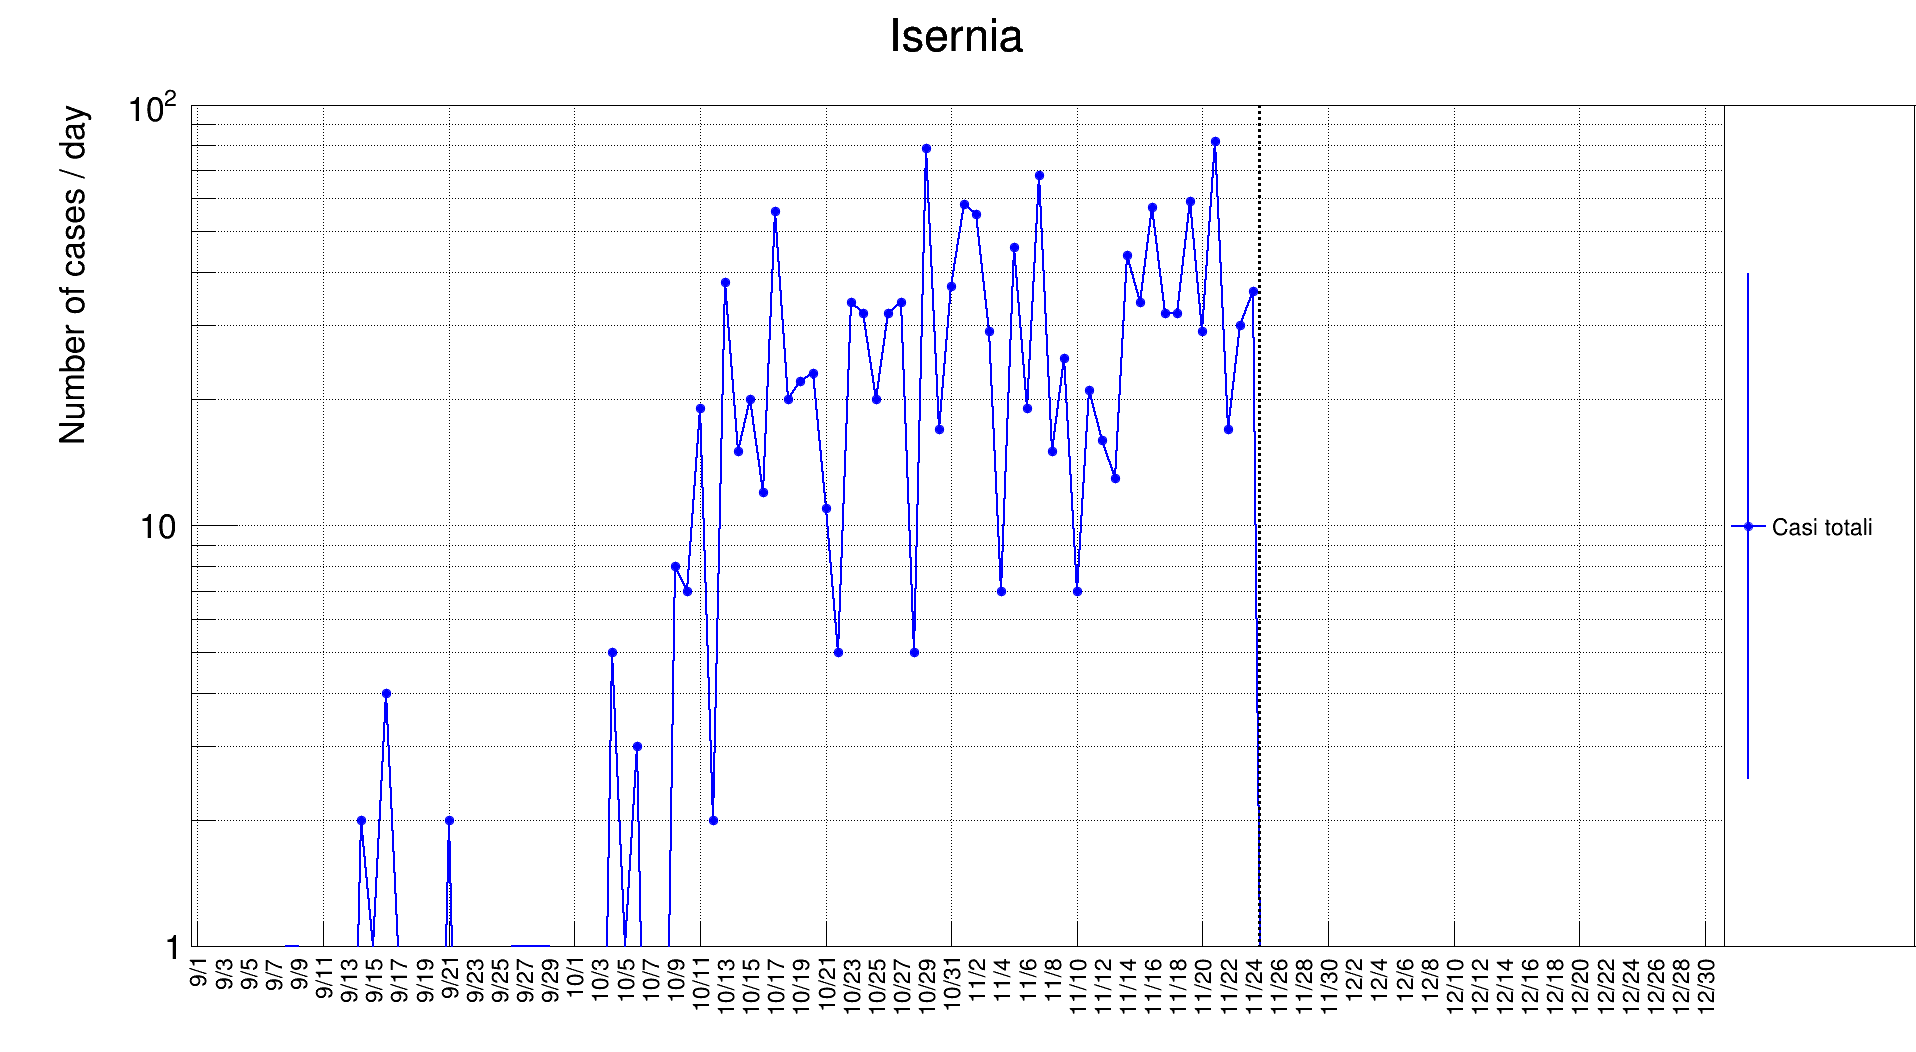 Isernia
Number of cases / day
10²
10
1
9/1 9/3 9/5 9/7 9/9 9/11 9/13 9/15 9/17 9/19 9/21 9/23 9/25 9/27 9/29 10/1 10/3 10/5 10/7 10/9 10/11 10/13 10/15 10/17 10/19 10/21 10/23 10/25 10/27 10/29 10/31 11/2 11/4 11/6 11/8 11/10 11/12 11/14 11/16 11/18 11/20 11/22 11/24 11/26 11/28 11/30 12/2 12/4 12/6 12/8 12/10 12/12 12/14 12/16 12/18 12/20 12/22 12/24 12/26 12/28 12/30
Casi totali